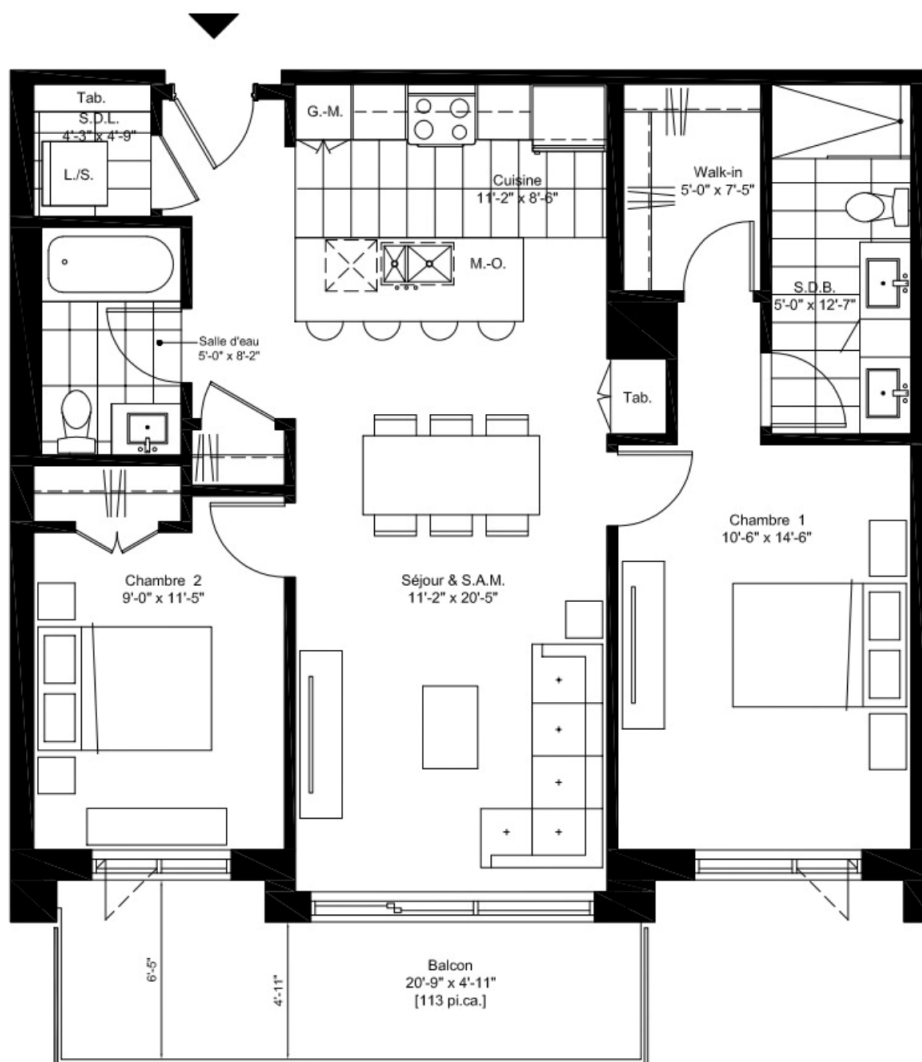 Tab.
S.D.L.
4'-3" x 4'-9"
L./S.
G.-M.
Cuisine
11'-2" x 8'-6"
Walk-in
5'-0" x 7'-5"
M.-O.
S.D.B.
5'-0" x 12'-7"
Salle d'eau
5'-0" x 8'-2"
Tab.
Chambre 1
10'-6" x 14'-6"
Chambre 2
9'-0" x 11'-5"
Séjour & S.A.M.
11'-2" x 20'-5"
6'-5"
4'-11"
Balcon
20'-9" x 4'-11"
[113 pi.ca.]